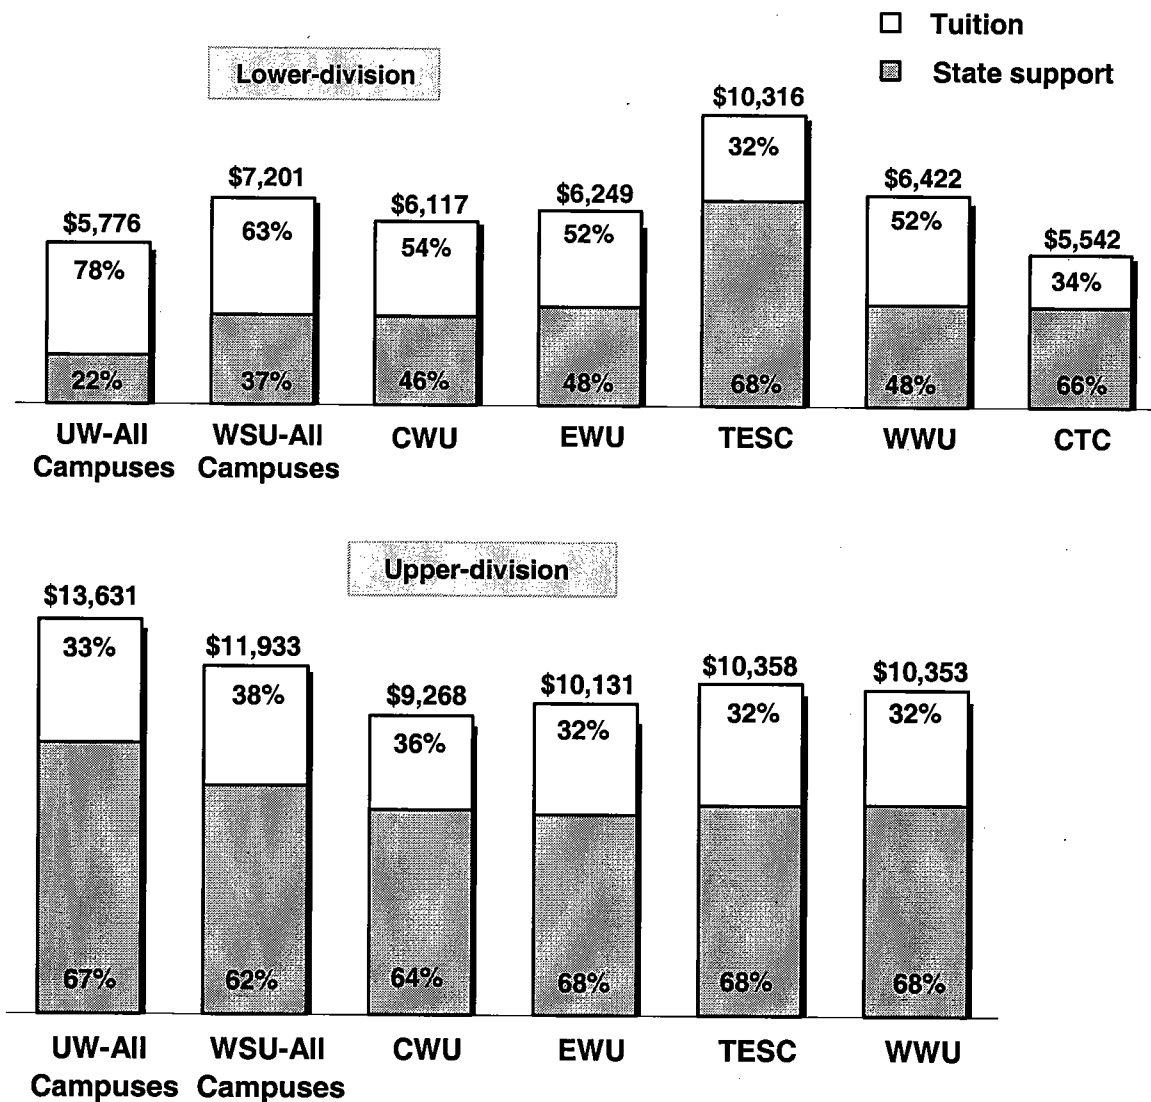 Tuition
State support
Lower-division
$5,776
$7,201
$6,117
$6,249
$10,316
$6,422
$5,542
78%
63%
54%
52%
32%
52%
34%
22%
37%
46%
48%
68%
48%
66%
UW-All
Campuses
WSU-All
Campuses
CWU
EWU
TESC
WWU
CTC
Upper-division
$13,631
$11,933
$9,268
$10,131
$10,358
$10,353
33%
38%
36%
32%
32%
32%
67%
62%
64%
68%
68%
68%
UW-All
Campuses
WSU-All
Campuses
CWU
EWU
TESC
WWU